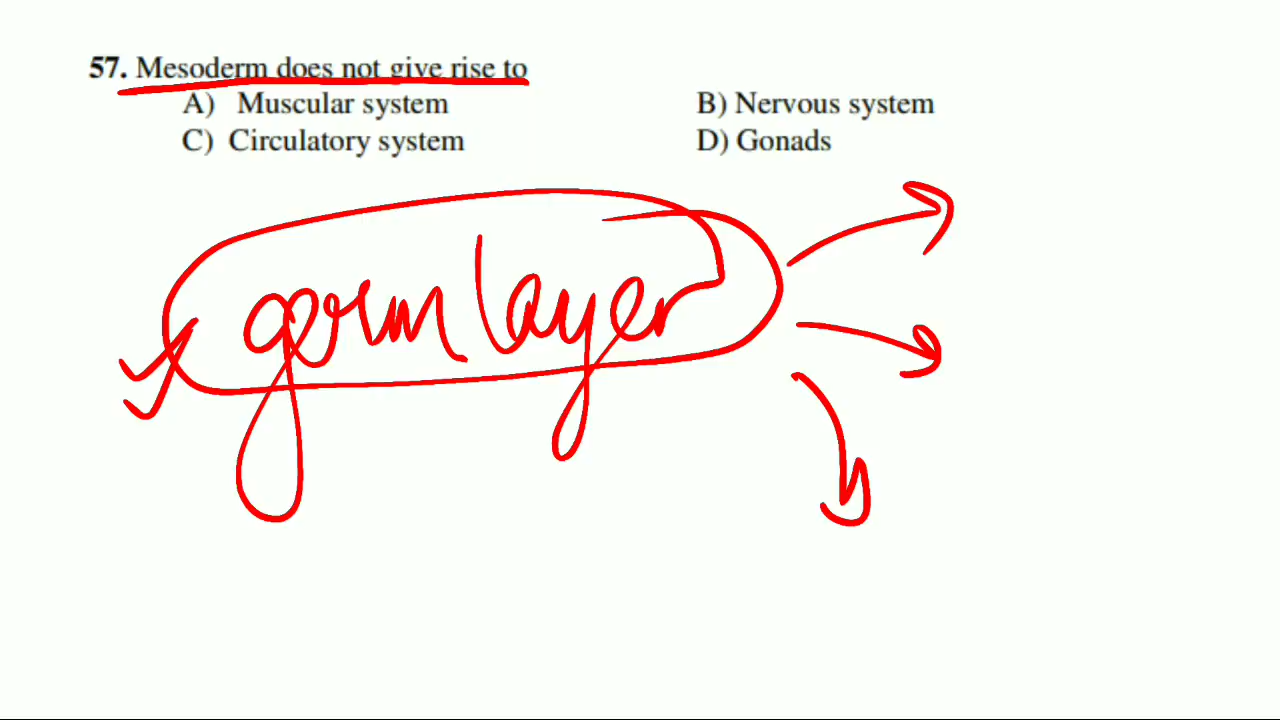 57. Mesoderm does not give rise to
A) Muscular system B) Nervous system
C) Circulatory system D) Gonads
germ layer